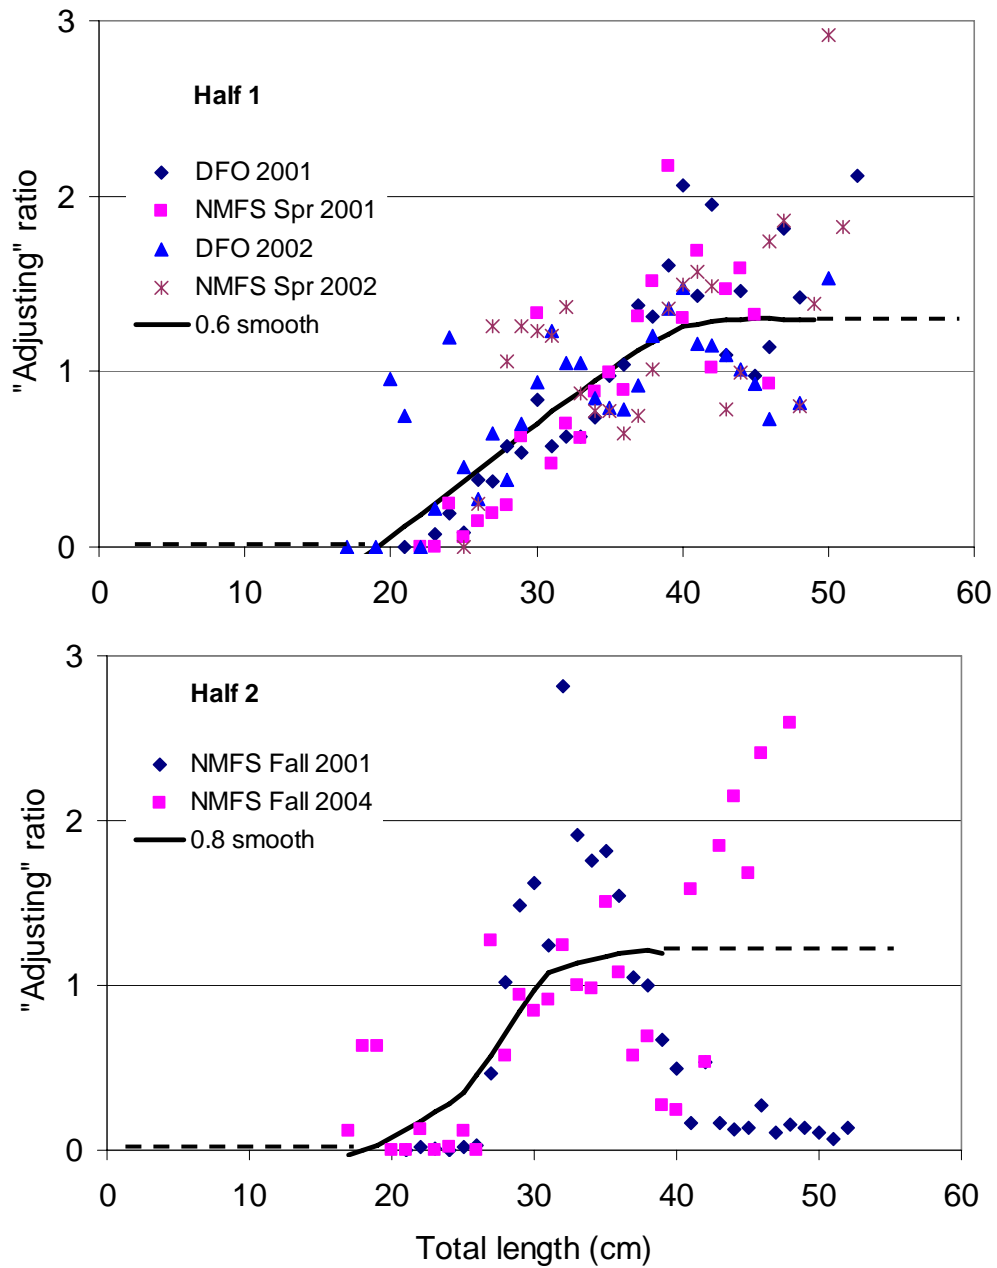 3
Half 1
DFO 2001
2
NMFS Spr 2001
DFO 2002
NMFS Spr 2002
0.6 smooth
1
0
"Adjusting" ratio
0 10 20 30 40 50 60
3
Half 2
NMFS Fall 2001
NMFS Fall 2004
2
0.8 smooth
1
0
"Adjusting" ratio
0 10 20 30 40 50 60
Total length (cm)